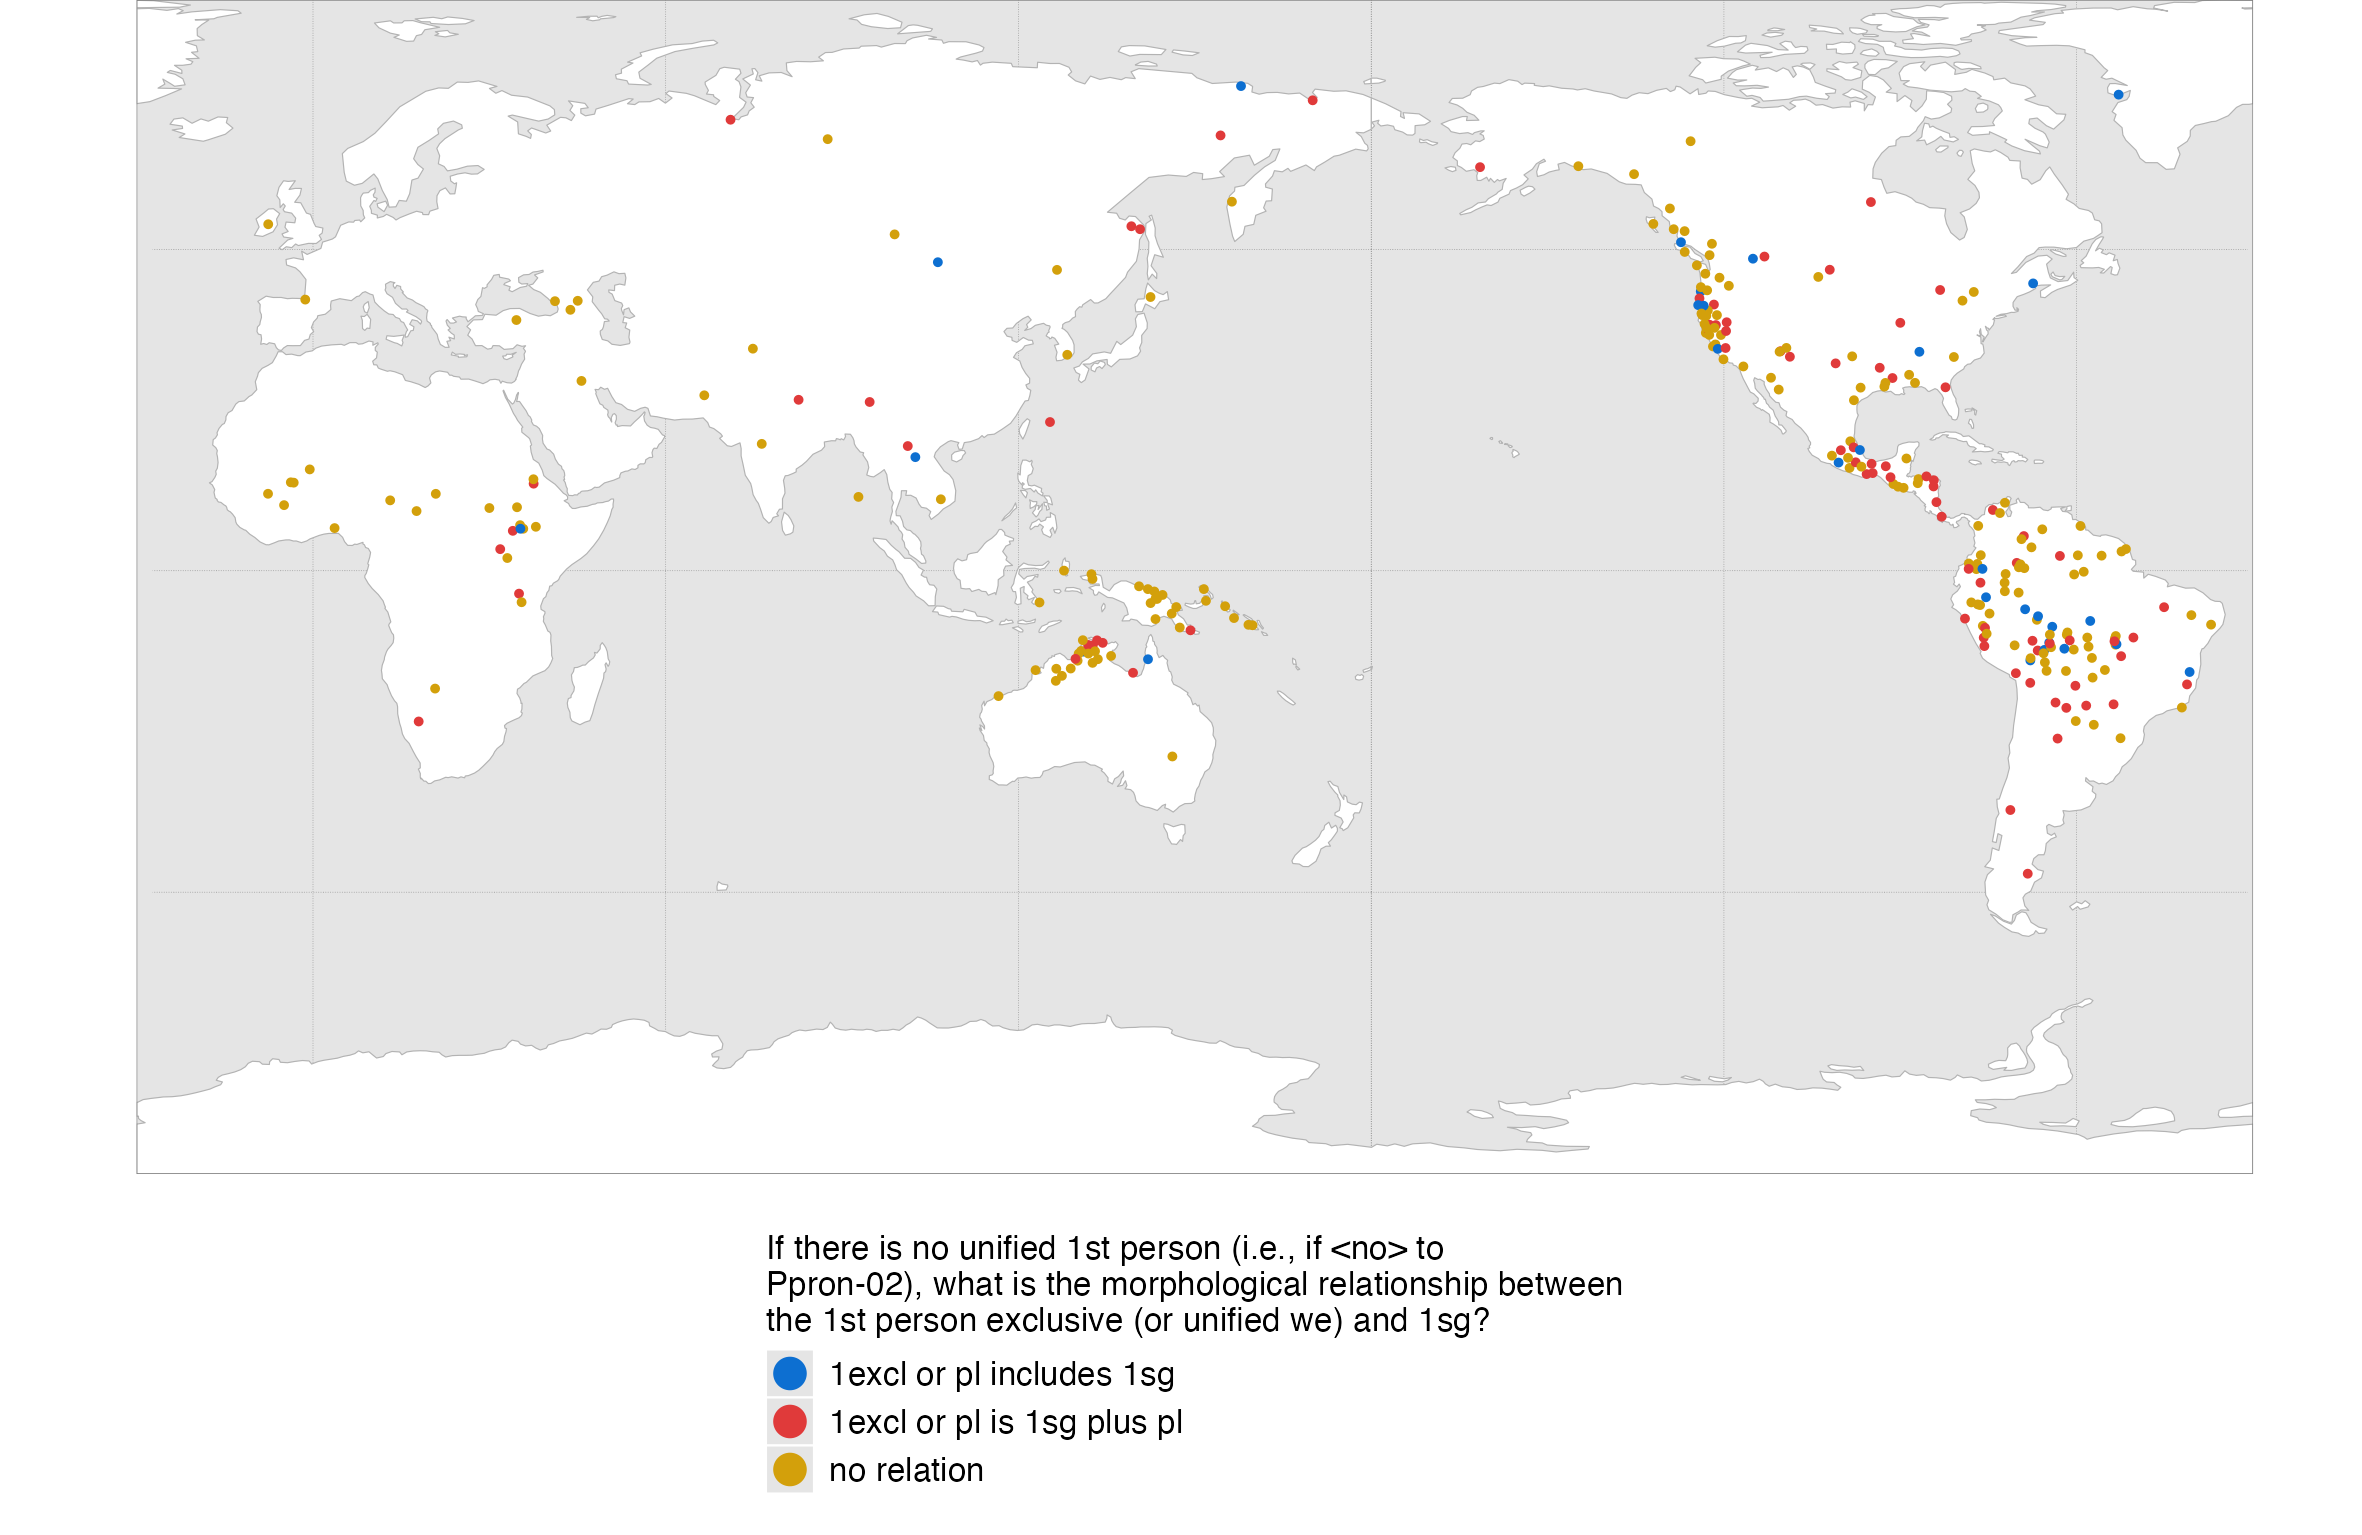 If there is no unified 1st person (i.e., if <no> to
Ppron-02), what is the morphological relationship between
the 1st person exclusive (or unified we) and 1sg?
1excl or pl includes 1sg
1excl or pl is 1sg plus pl
no relation